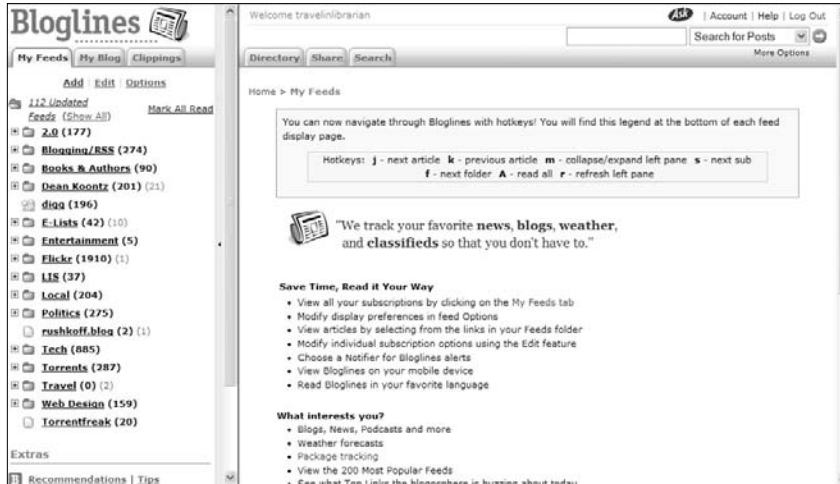 Bloglines
My Feeds My Blog Clippings
Add | Edit | Options
112 Updated
Feeds (Show All)
Mark All Read
2.0 (177)
Blogging/RSS (274)
Books & Authors (90)
Dean Koontz (201) (21)
digg (196)
E-Lists (42) (10)
Entertainment (5)
Flickr (1910) (1)
LIS (37)
Local (204)
Politics (275)
rushkoff.blog (2) (1)
Tech (885)
Torrents (287)
Travel (0) (2)
Web Design (159)
Torrentfreak (20)
Extras
Recommendations | Tips
Welcome travelinlibrarian
Ask | Account | Help | Log Out
Search for Posts
More Options
Directory Share Search
Home > My Feeds
You can now navigate through Bloglines with hotkeys! You will find this legend at the bottom of each feed
display page.
Hotkeys: j - next article k - previous article m - collapse/expand left pane s - next sub
f - next folder A - read all r - refresh left pane
"We track your favorite news, blogs, weather,
and classifieds so that you don't have to."
Save Time, Read it Your Way
• View all your subscriptions by clicking on the My Feeds tab
• Modify display preferences in feed Options
• View articles by selecting from the links in your Feeds folder
• Modify individual subscription options using the Edit feature
• Choose a Notifier for Bloglines alerts
• View Bloglines on your mobile device
• Read Bloglines in your favorite language
What interests you?
• Blogs, News, Podcasts and more
• Weather forecasts
• Package tracking
• View the 200 Most Popular Feeds
• See what Top Links the blogosphere is buzzing about today